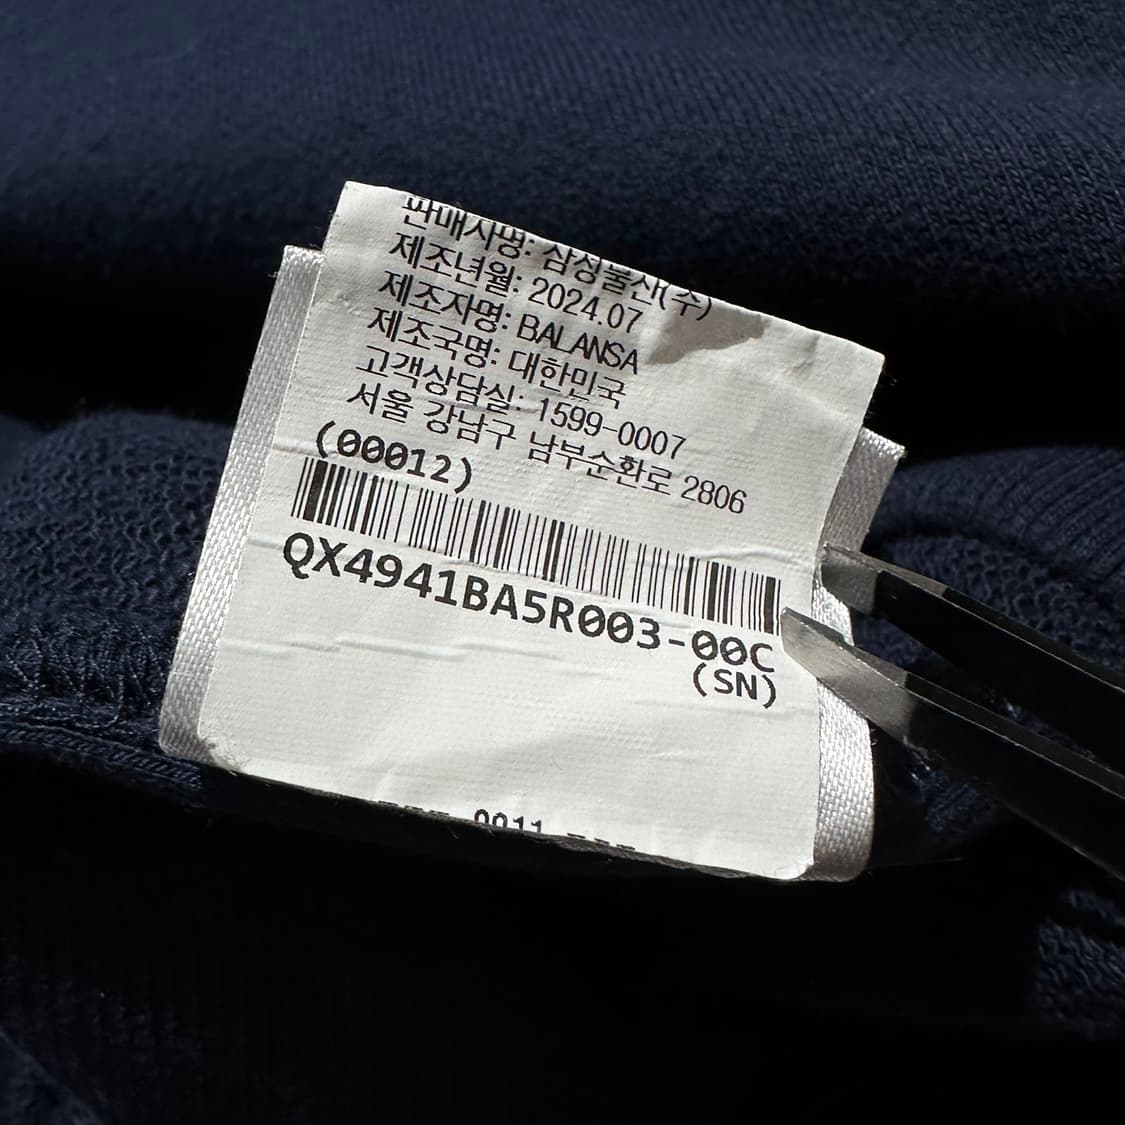 판매자명: 삼성물산(주)
제조년월: 2024.07
제조자명: BALANSA
제조국명: 대한민국
고객상담실: 1599-0007
서울 강남구 남부순환로 2806
(00012)
QX4941BA5R003-00C
(SN)
0011